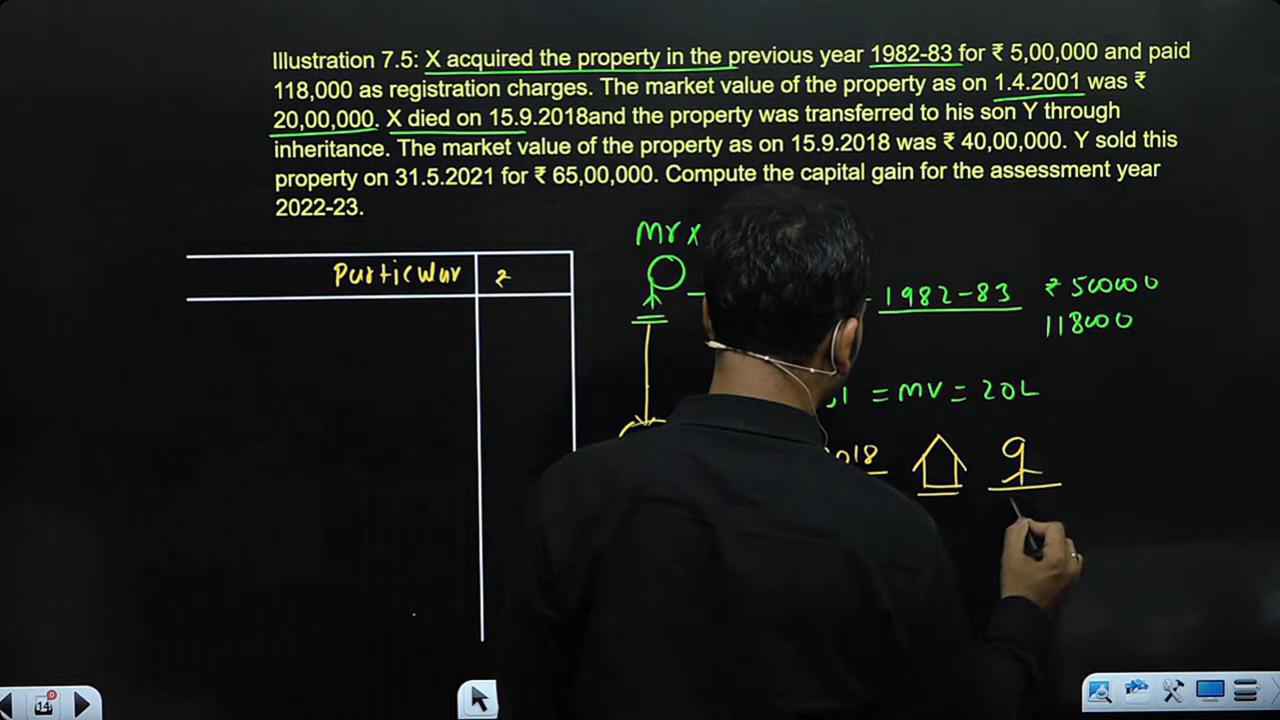 Illustration 7.5: X acquired the property in the previous year 1982-83 for ₹ 5,00,000 and paid
118,000 as registration charges. The market value of the property as on 1.4.2001 was ₹
20,00,000. X died on 15.9.2018and the property was transferred to his son Y through
inheritance. The market value of the property as on 15.9.2018 was ₹ 40,00,000. Y sold this
property on 31.5.2021 for ₹ 65,00,000. Compute the capital gain for the assessment year
2022-23.
Mr X
Particular ₹
1982-83 ₹ 500000
118000
.1 = MV = 20L
2018
14
0